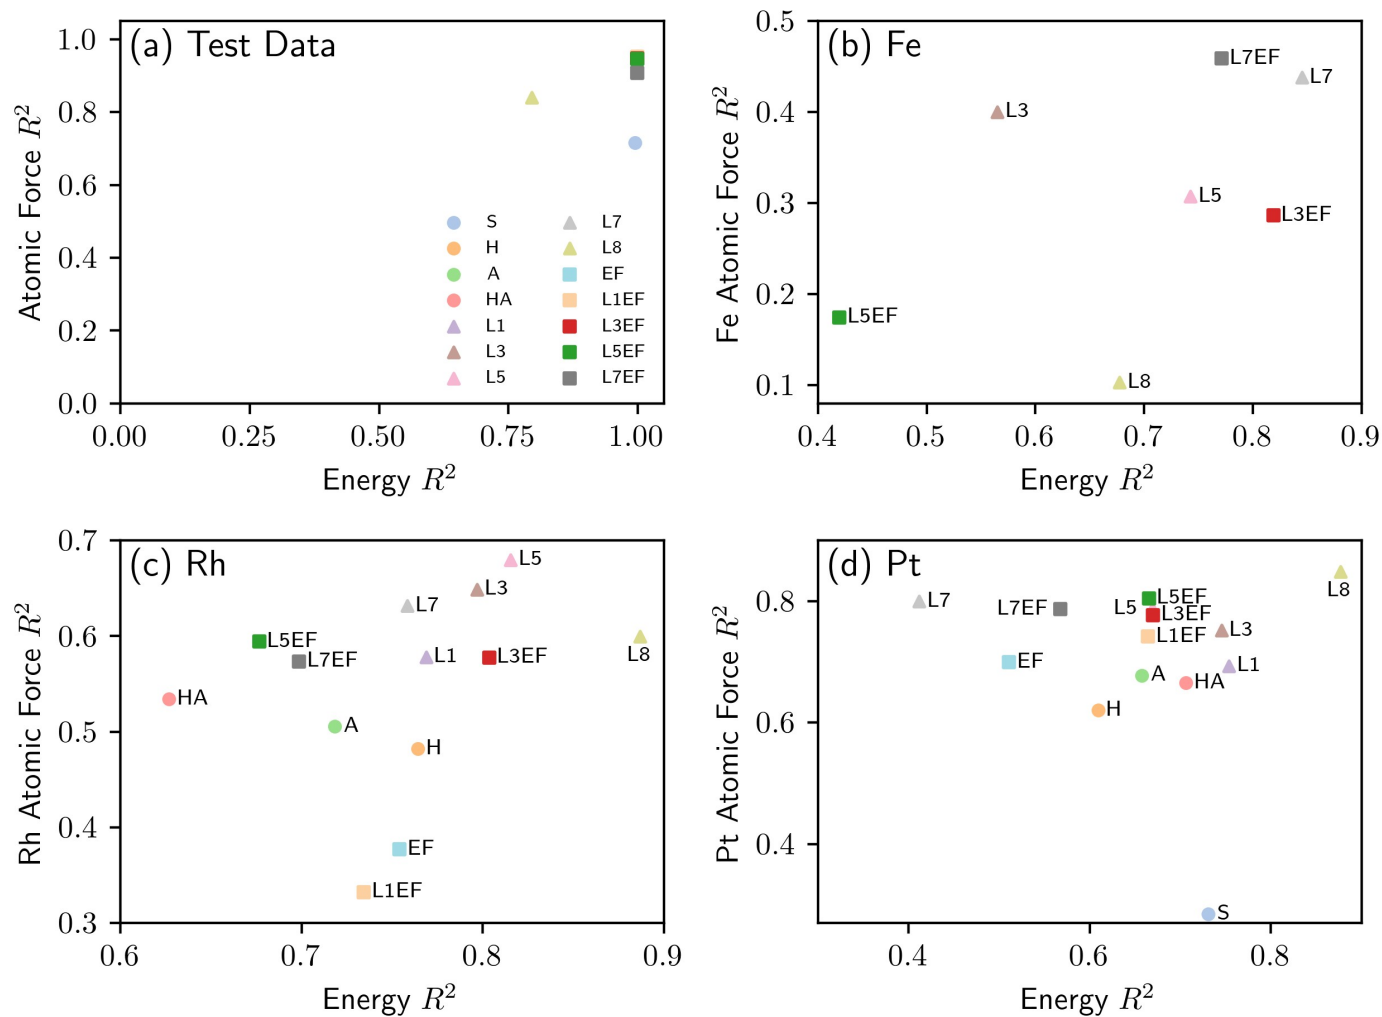 (a) Test Data
1.0
0.8
0.6
0.4
0.2
0.0
Atomic Force R²
S
H
A
HA
L1
L3
L5
L7
L8
EF
L1EF
L3EF
L5EF
L7EF
0.00 0.25 0.50 0.75 1.00
Energy R²
(b) Fe
0.5
0.4
0.3
0.2
0.1
Fe Atomic Force R²
L7EF
L7
L3
L5
L3EF
L5EF
L8
0.4 0.5 0.6 0.7 0.8 0.9
Energy R²
(c) Rh
0.7
0.6
0.5
0.4
0.3
Rh Atomic Force R²
L5
L3
L7
L5EF
L8
L7EF
L1
L3EF
HA
A
H
EF
L1EF
0.6 0.7 0.8 0.9
Energy R²
(d) Pt
0.8
0.6
0.4
Pt Atomic Force R²
L8
L7
L7EF
L5
L5EF
L3EF
L1EF
L3
EF
A
L1
HA
H
S
0.4 0.6 0.8
Energy R²